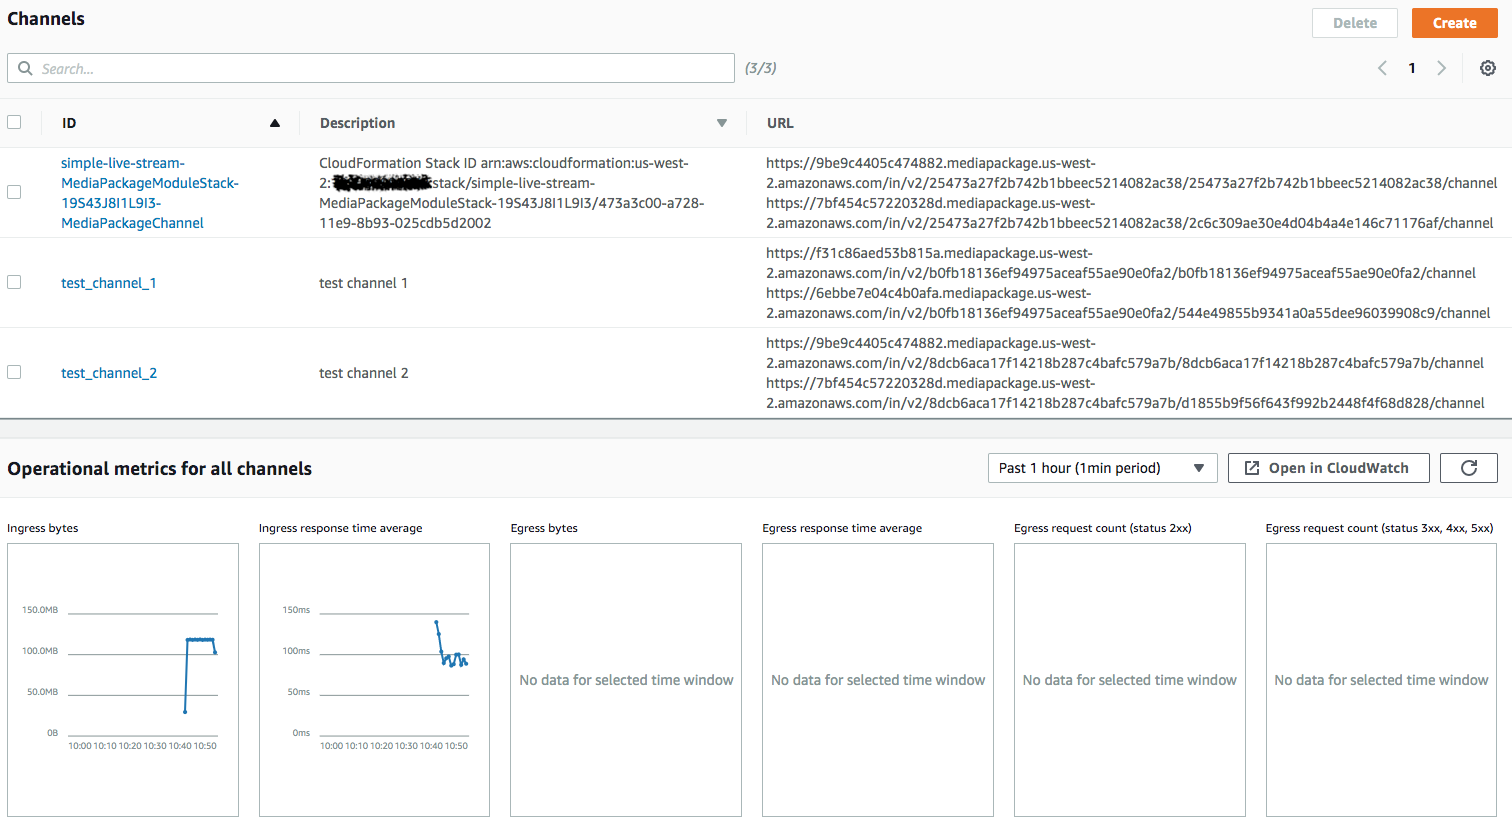 Channels
Delete
Create
Search...
(3/3)
1
ID
Description
URL
simple-live-stream-
MediaPackageModuleStack-
19S43J8I1L9I3-
MediaPackageChannel
CloudFormation Stack ID arn:aws:cloudformation:us-west-
2:stack/simple-live-stream-
MediaPackageModuleStack-19S43J8I1L9I3/473a3c00-a728-
11e9-8b93-025cdb5d2002
https://9be9c4405c474882.mediapackage.us-west-
2.amazonaws.com/in/v2/25473a27f2b742b1bbeec5214082ac38/25473a27f2b742b1bbeec5214082ac38/channel
https://7bf454c57220328d.mediapackage.us-west-
2.amazonaws.com/in/v2/25473a27f2b742b1bbeec5214082ac38/2c6c309ae30e4d04b4a4e146c71176af/channel
test_channel_1
test channel 1
https://f31c86aed53b815a.mediapackage.us-west-
2.amazonaws.com/in/v2/b0fb18136ef94975aceaf55ae90e0fa2/b0fb18136ef94975aceaf55ae90e0fa2/channel
https://6ebbe7e04c4b0afa.mediapackage.us-west-
2.amazonaws.com/in/v2/b0fb18136ef94975aceaf55ae90e0fa2/544e49855b9341a0a55dee96039908c9/channel
test_channel_2
test channel 2
https://9be9c4405c474882.mediapackage.us-west-
2.amazonaws.com/in/v2/8dcb6aca17f14218b287c4bafc579a7b/8dcb6aca17f14218b287c4bafc579a7b/channel
https://7bf454c57220328d.mediapackage.us-west-
2.amazonaws.com/in/v2/8dcb6aca17f14218b287c4bafc579a7b/d1855b9f56f643f992b2448f4f68d828/channel
Operational metrics for all channels
Past 1 hour (1min period)
Open in CloudWatch
Ingress bytes
150.0MB
100.0MB
50.0MB
0B
10:00 10:10 10:20 10:30 10:40 10:50
Ingress response time average
150ms
100ms
50ms
0ms
10:00 10:10 10:20 10:30 10:40 10:50
Egress bytes
No data for selected time window
Egress response time average
No data for selected time window
Egress request count (status 2xx)
No data for selected time window
Egress request count (status 3xx, 4xx, 5xx)
No data for selected time window